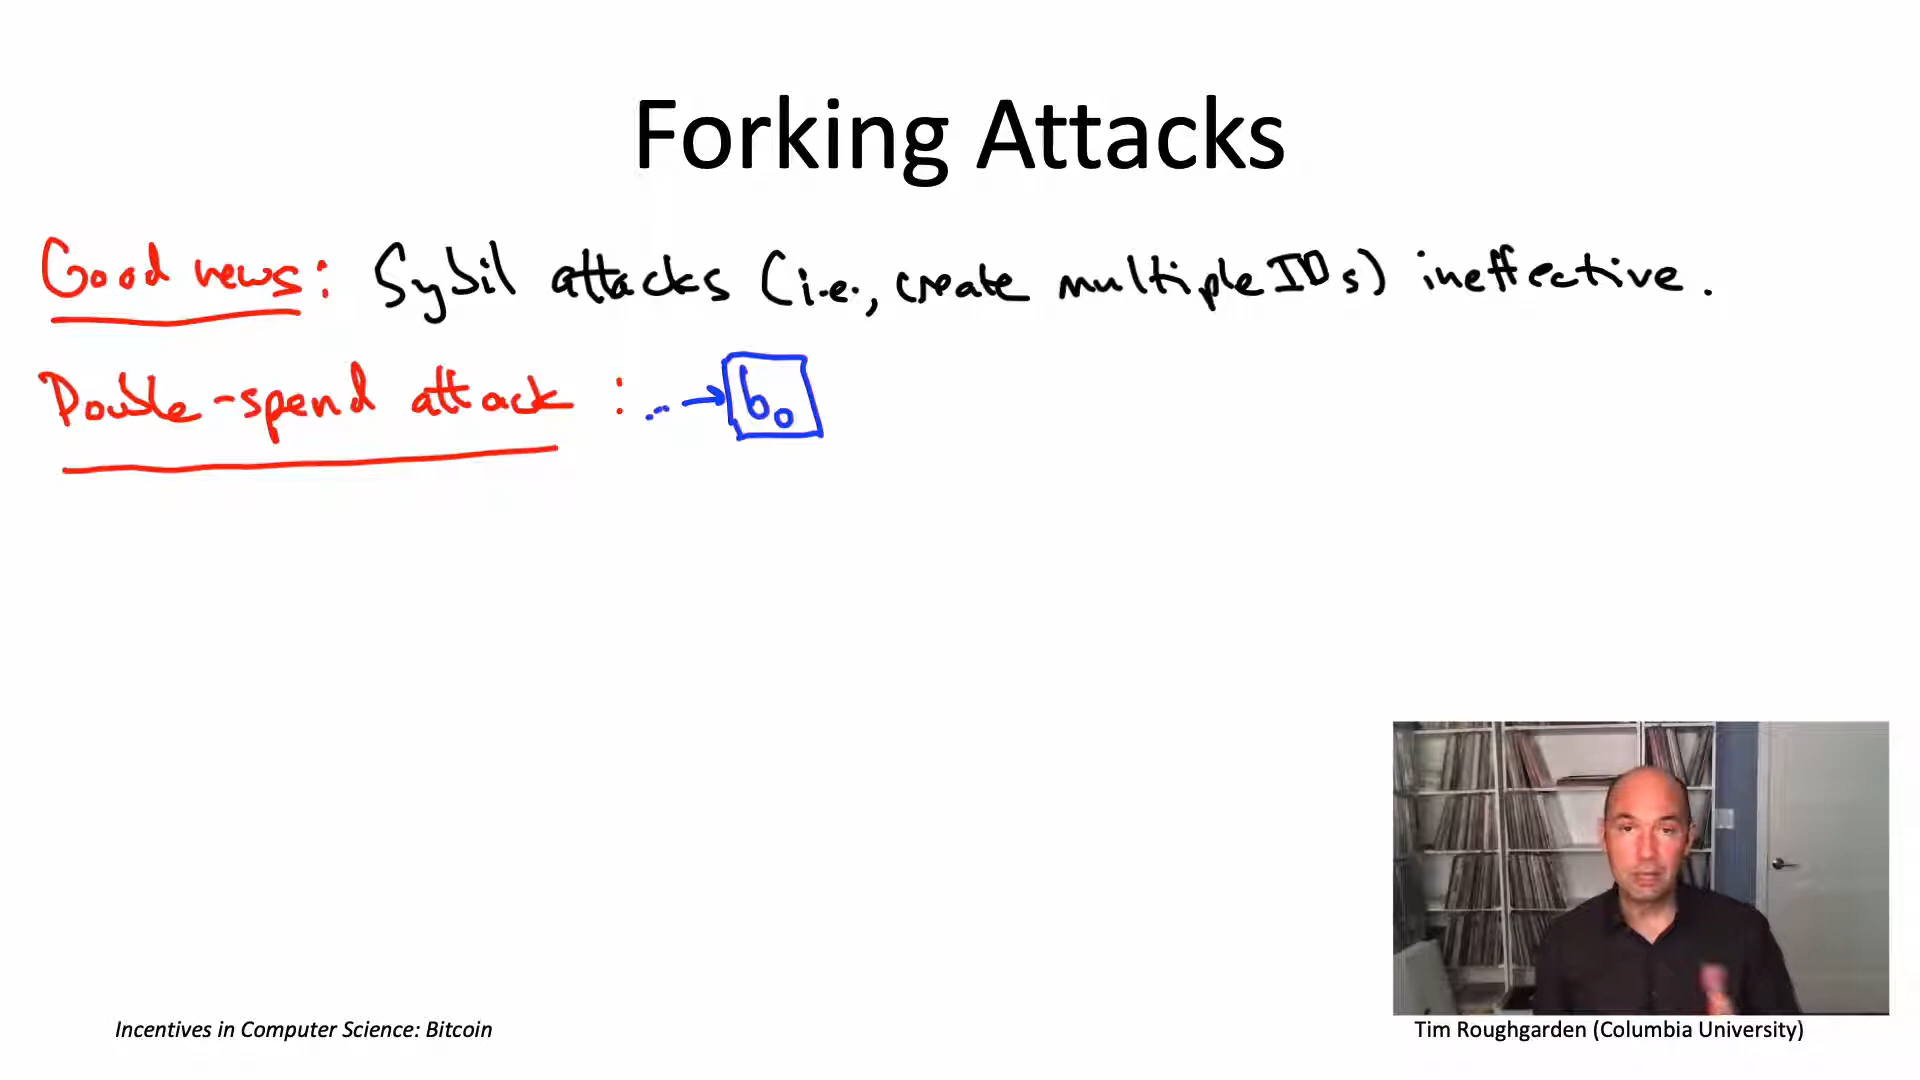 Forking Attacks
Good news: Sybil attacks (i.e., create multiple IDs) ineffective.
Double-spend attack : ... → b₀
Incentives in Computer Science: Bitcoin
Tim Roughgarden (Columbia University)